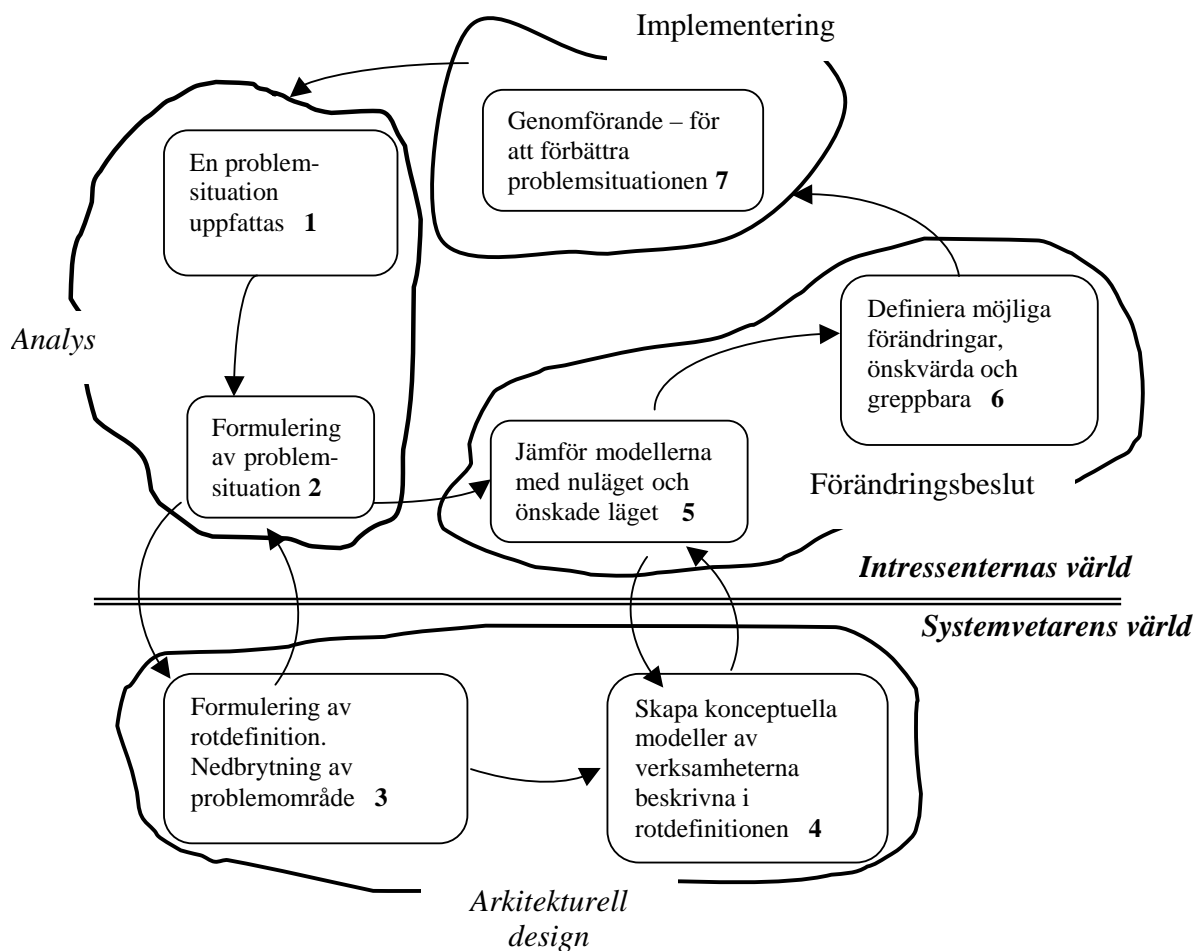 Implementering
Genomförande – för
att förbättra
problemsituationen 7
En problem-
situation
uppfattas 1
Analys
Definiera möjliga
förändringar,
önskvärda och
greppbara 6
Formulering
av problem-
situation 2
Jämför modellerna
med nuläget och
önskade läget 5
Förändringsbeslut
Intressenternas värld
Systemvetarens värld
Formulering av
rotdefinition.
Nedbrytning av
problemområde 3
Skapa konceptuella
modeller av
verksamheterna
beskrivna i
rotdefinitionen 4
Arkitekturell
design